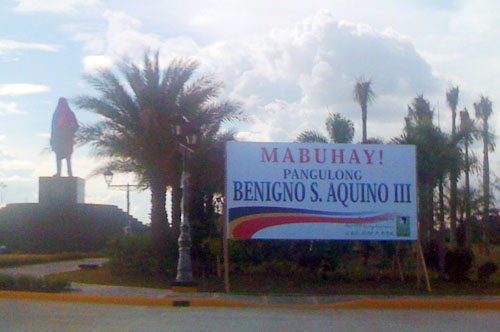 MABUHAY!
PANGULONG
BENIGNO S. AQUINO III